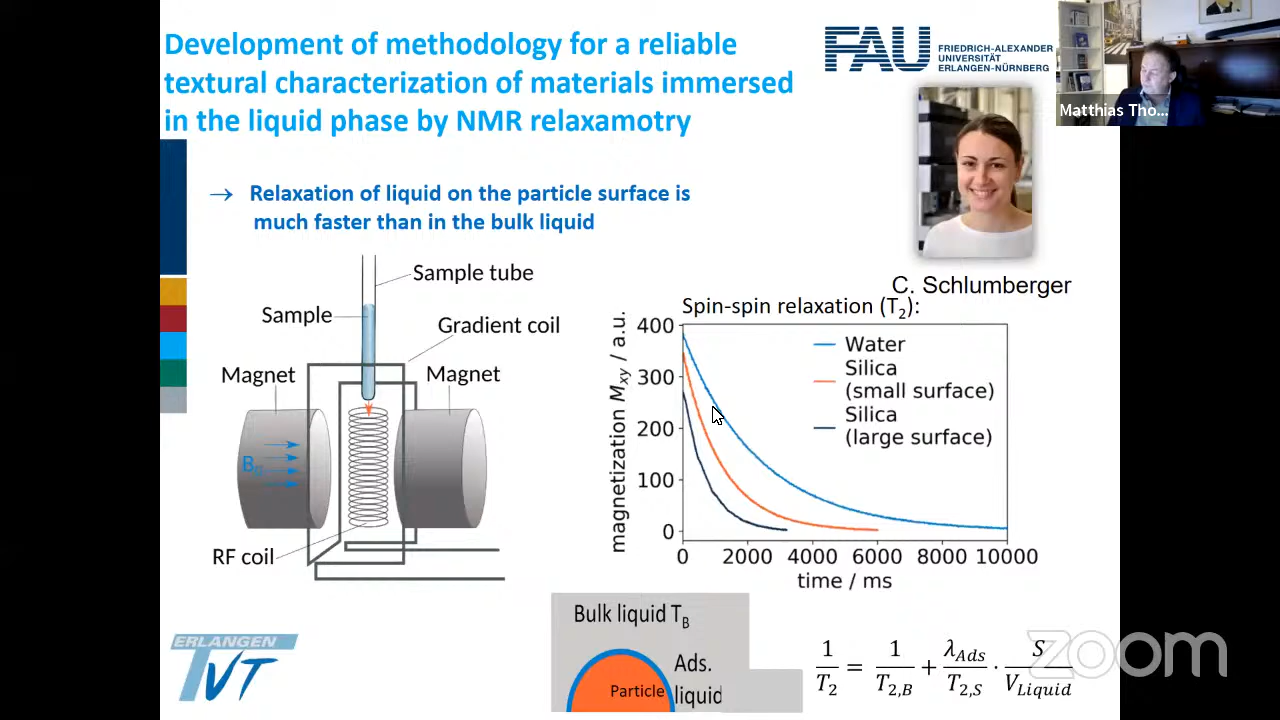 Development of methodology for a reliable
textural characterization of materials immersed
in the liquid phase by NMR relaxamotry
FAU FRIEDRICH-ALEXANDER
UNIVERSITÄT
ERLANGEN-NÜRNBERG
Matthias Tho...
→ Relaxation of liquid on the particle surface is
much faster than in the bulk liquid
C. Schlumberger
Sample tube
Sample
Gradient coil
Magnet
Magnet
B₀
RF coil
Spin-spin relaxation (T₂):
magnetization Mxy / a.u.
400
300
200
100
0
Water
Silica
(small surface)
Silica
(large surface)
0 2000 4000 6000 8000 10000
time / ms
Bulk liquid T_B
Ads.
liquid
Particle
1/T₂ = 1/T₂,B + λAds/T₂,S · S/VLiquid
ERLANGEN
TVT
zoom